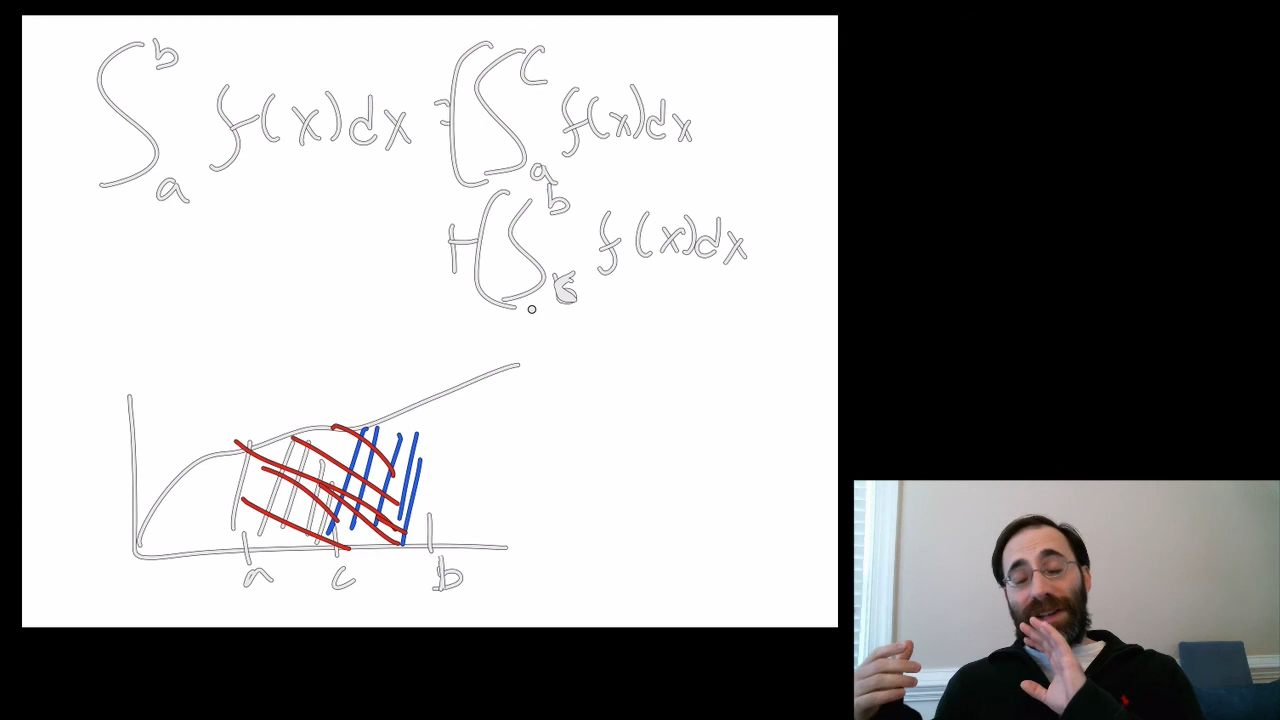 ∫_a^b f(x)dx = (∫_a^c f(x)dx
+ (∫_c^b f(x)dx
a c b